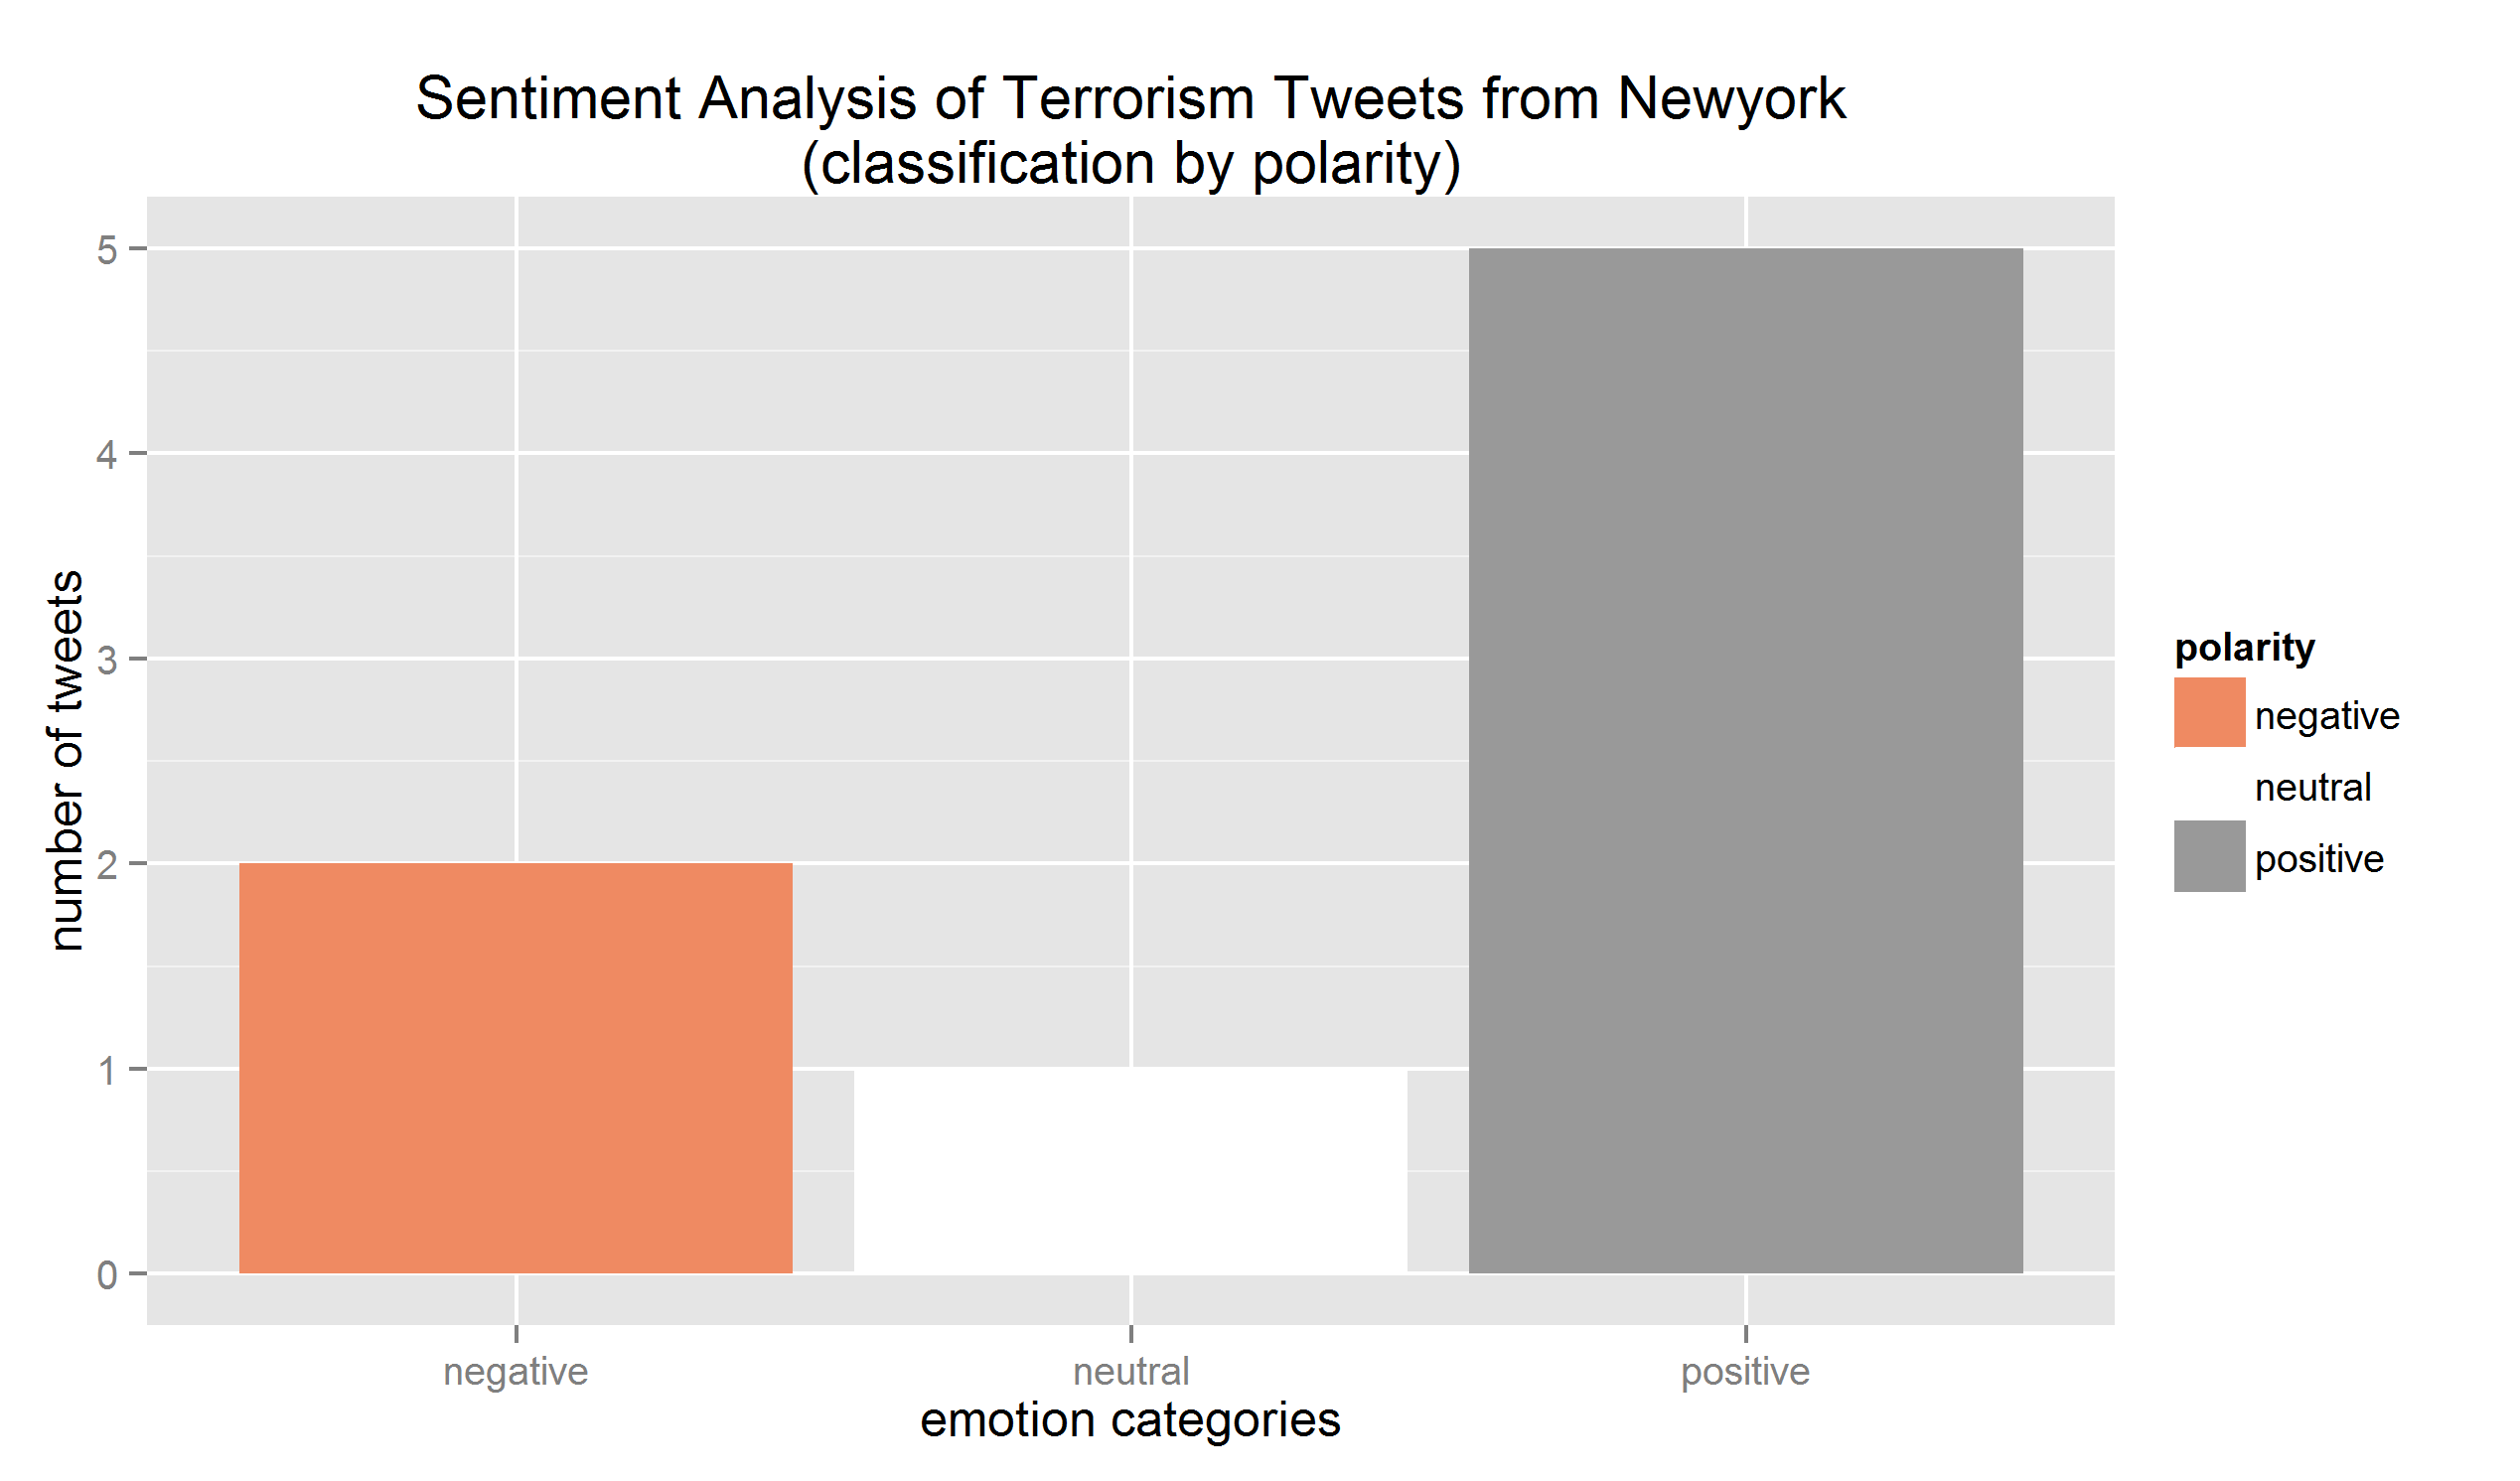 Sentiment Analysis of Terrorism Tweets from Newyork
(classification by polarity)
number of tweets
5
4
3
2
1
0
negative
neutral
positive
emotion categories
polarity
negative
neutral
positive